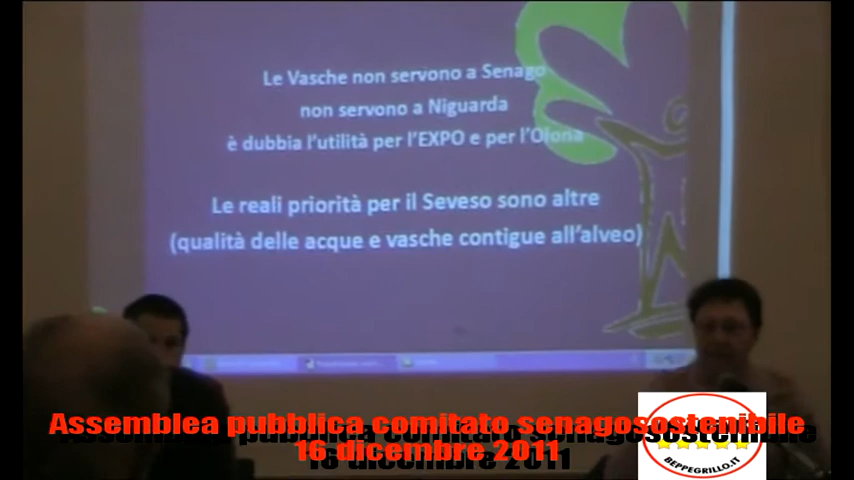 Le Vasche non servono a Senago
non servono a Niguarda
è dubbia l'utilità per l'EXPO e per l'Olona
Le reali priorità per il Seveso sono altre
(qualità delle acque e vasche contigue all'alveo)
Assemblea pubblica comitato senagosostenibile
16 dicembre 2011
BEPPEGRILLO.IT